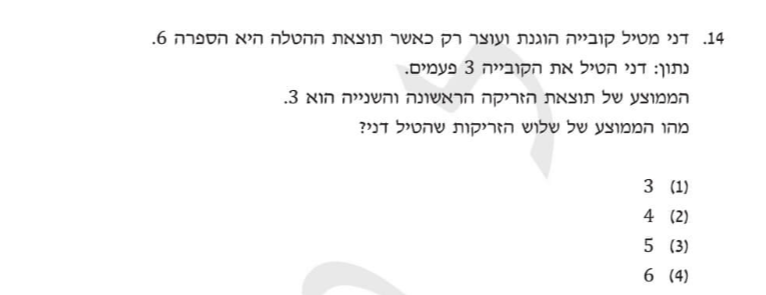 14. דני מטיל קובייה הוגנת ועוצר רק כאשר תוצאת ההטלה היא הספרה 6.
נתון: דני הטיל את הקובייה 3 פעמים.
הממוצע של תוצאת הזריקה הראשונה והשנייה הוא 3.
מהו הממוצע של שלוש הזריקות שהטיל דני?
(1) 3
(2) 4
(3) 5
(4) 6